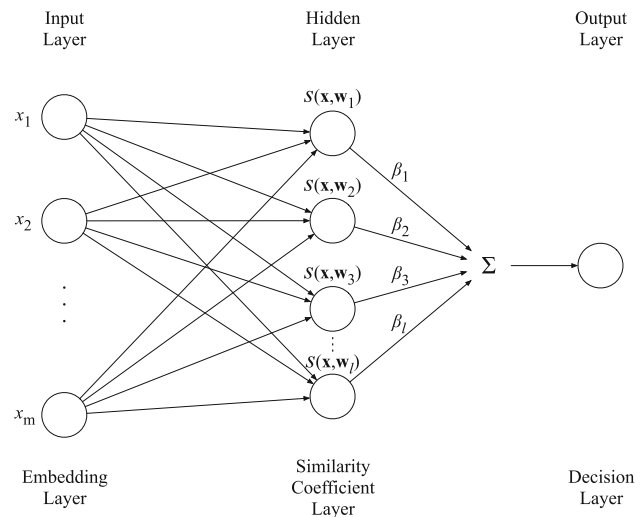 Input
Layer
Hidden
Layer
Output
Layer
x₁
x₂
.
.
.
xₘ
S(x,w₁)
S(x,w₂)
S(x,w₃)
S(x,wₗ)
β₁
β₂
β₃
βₗ
Σ
Embedding
Layer
Similarity
Coefficient
Layer
Decision
Layer